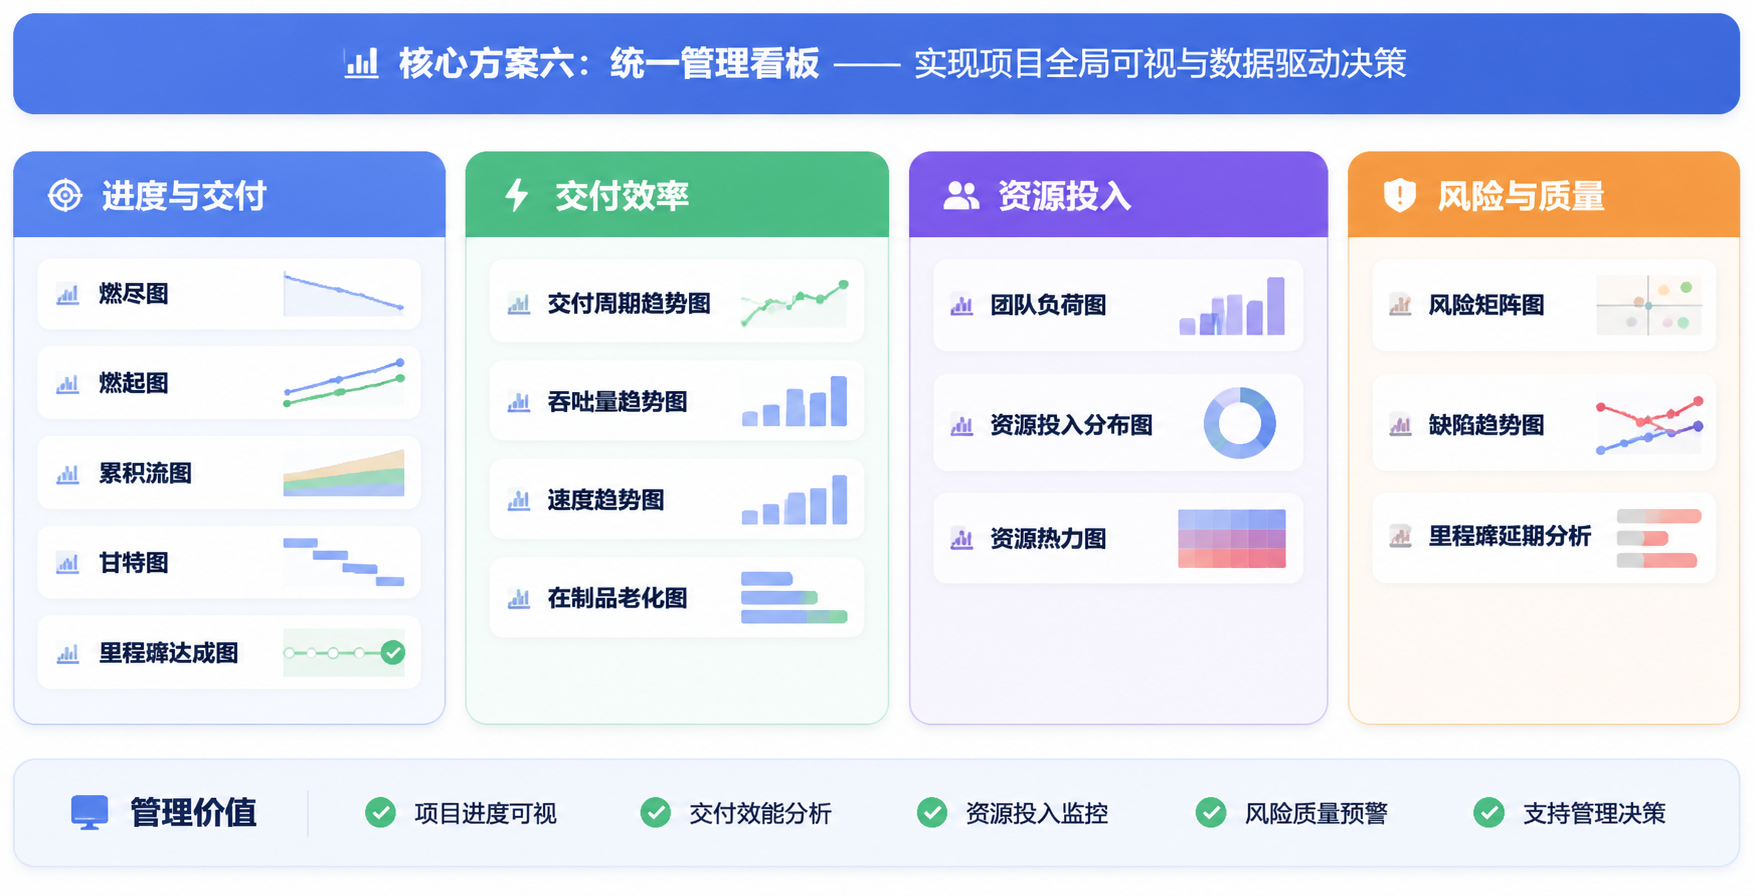 核心方案六：统一管理看板 —— 实现项目全局可视与数据驱动决策
进度与交付
燃尽图
燃起图
累积流图
甘特图
里程碑达成图
交付效率
交付周期趋势图
吞吐量趋势图
速度趋势图
在制品老化图
资源投入
团队负荷图
资源投入分布图
资源热力图
风险与质量
风险矩阵图
缺陷趋势图
里程碑延期分析
管理价值
项目进度可视
交付效能分析
资源投入监控
风险质量预警
支持管理决策